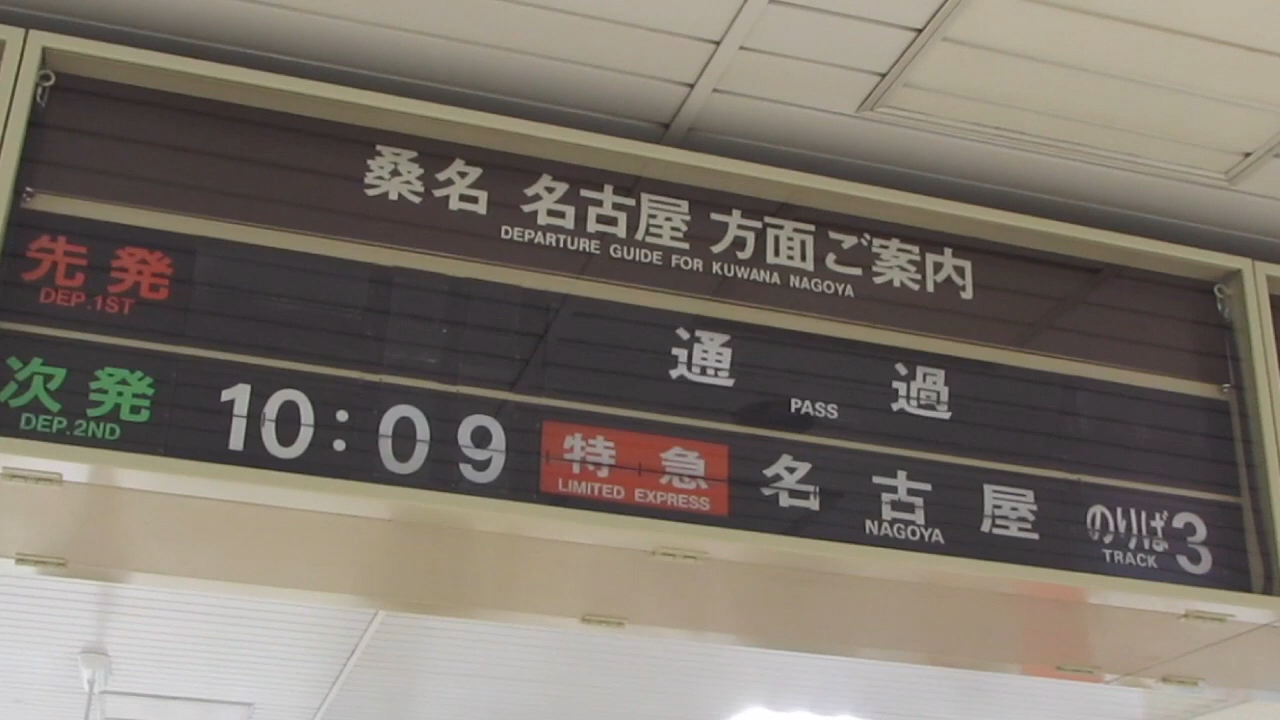 桑名 名古屋 方面ご案内
DEPARTURE GUIDE FOR KUWANA NAGOYA
先発 通過
DEP.1ST PASS
次発 10:09 特急 名古屋 のりば 3
DEP.2ND LIMITED EXPRESS NAGOYA TRACK